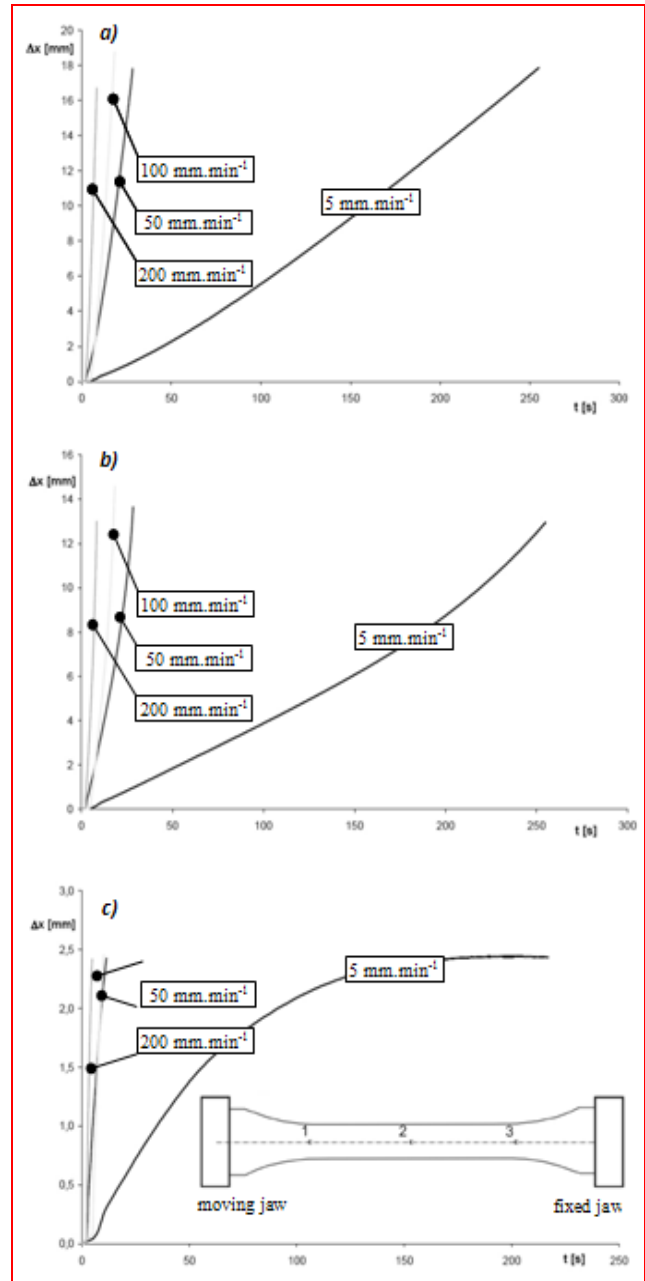 a)
Δx [mm]
20
18
16
14
12
10
8
6
4
2
0
100 mm.min⁻¹
50 mm.min⁻¹
200 mm.min⁻¹
5 mm.min⁻¹
0 50 100 150 200 250 300
t [s]
b)
Δx [mm]
16
14
12
10
8
6
4
2
0
100 mm.min⁻¹
50 mm.min⁻¹
200 mm.min⁻¹
5 mm.min⁻¹
0 50 100 150 200 250 300
t [s]
c)
Δx [mm]
3,0
2,5
2,0
1,5
1,0
0,5
0,0
5 mm.min⁻¹
50 mm.min⁻¹
200 mm.min⁻¹
1 2 3
moving jaw fixed jaw
0 50 100 150 200 250
t [s]